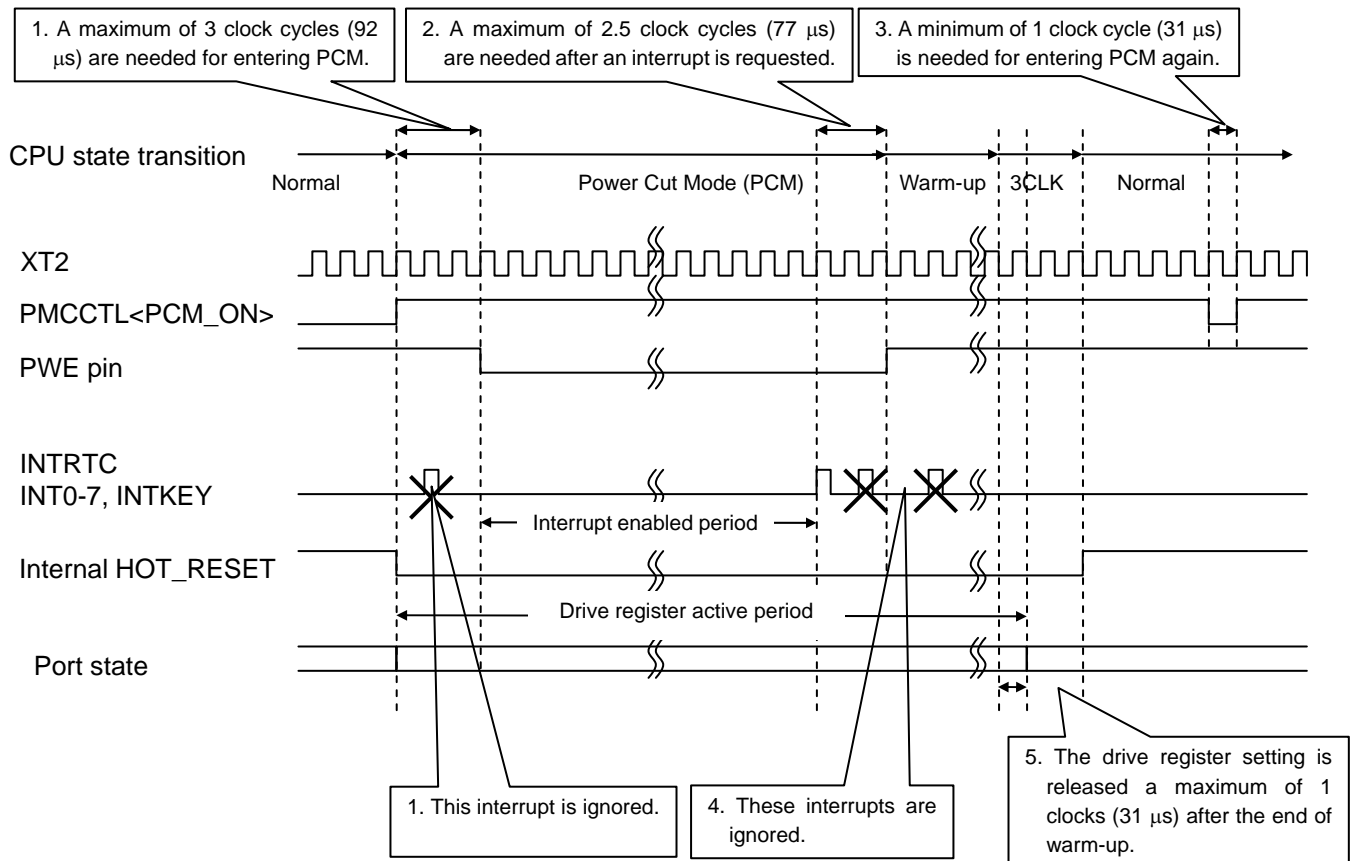 1. A maximum of 3 clock cycles (92
μs) are needed for entering PCM.
2. A maximum of 2.5 clock cycles (77 μs)
are needed after an interrupt is requested.
3. A minimum of 1 clock cycle (31 μs)
is needed for entering PCM again.
CPU state transition
Normal
Power Cut Mode (PCM)
Warm-up
3CLK
Normal
XT2
PMCCTL<PCM_ON>
PWE pin
INTRTC
INT0-7, INTKEY
Interrupt enabled period
Internal HOT_RESET
Drive register active period
Port state
1. This interrupt is ignored.
4. These interrupts are
ignored.
5. The drive register setting is
released a maximum of 1
clocks (31 μs) after the end of
warm-up.